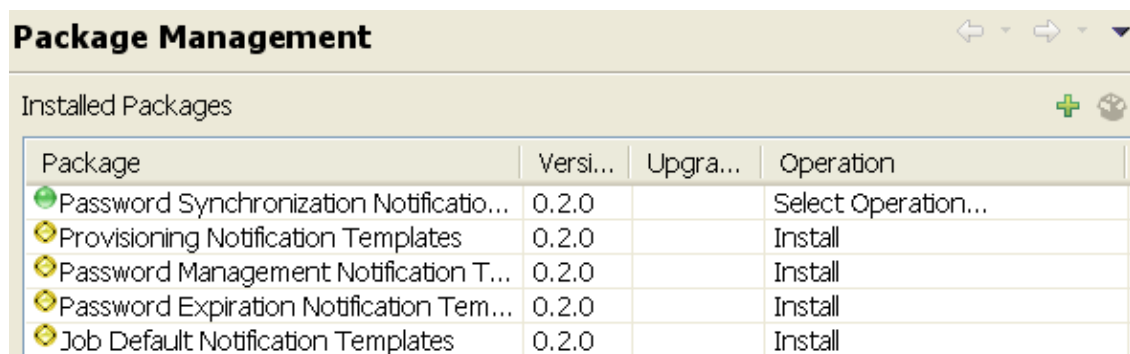 Package Management
Installed Packages
Package Versi... Upgra... Operation
Password Synchronization Notificatio... 0.2.0 Select Operation...
Provisioning Notification Templates 0.2.0 Install
Password Management Notification T... 0.2.0 Install
Password Expiration Notification Tem... 0.2.0 Install
Job Default Notification Templates 0.2.0 Install